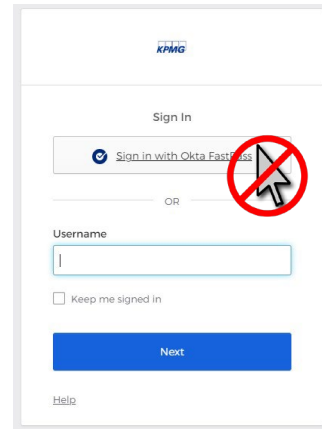 KPMG
Sign In
Sign in with Okta FastPass
OR
Username
Keep me signed in
Next
Help